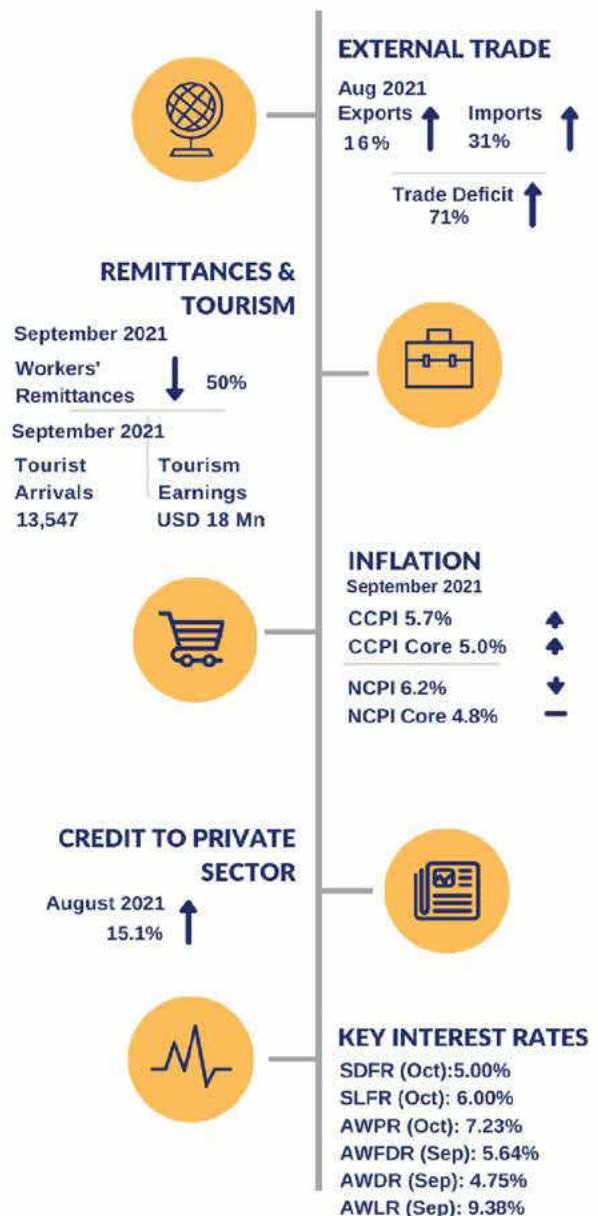 EXTERNAL TRADE
Aug 2021
Exports Imports
16% 31%
Trade Deficit
71%
REMITTANCES &
TOURISM
September 2021
Workers'
Remittances
50%
September 2021
Tourist
Arrivals
13,547
Tourism
Earnings
USD 18 Mn
INFLATION
September 2021
CCPI 5.7%
CCPI Core 5.0%
NCPI 6.2%
NCPI Core 4.8%
CREDIT TO PRIVATE
SECTOR
August 2021
15.1%
KEY INTEREST RATES
SDFR (Oct):5.00%
SLFR (Oct): 6.00%
AWPR (Oct): 7.23%
AWFDR (Sep): 5.64%
AWDR (Sep): 4.75%
AWLR (Sep): 9.38%